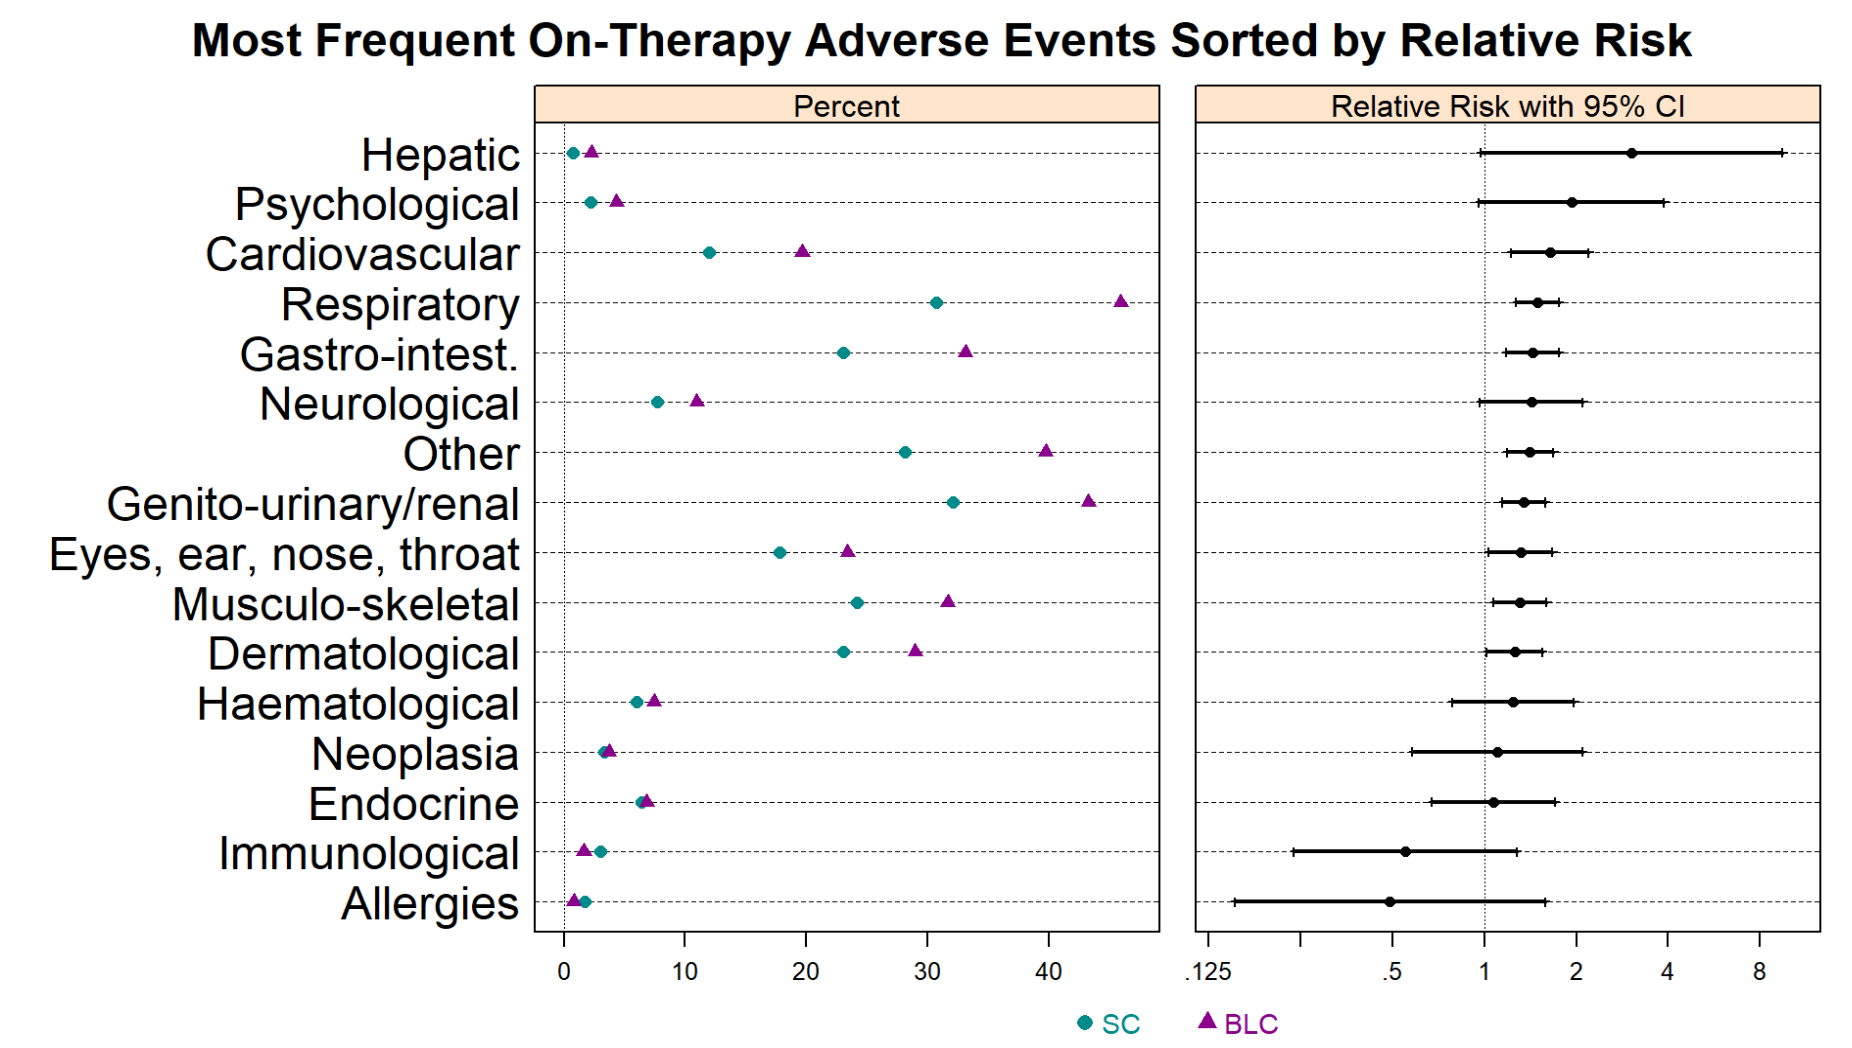 Most Frequent On-Therapy Adverse Events Sorted by Relative Risk
Percent
Relative Risk with 95% CI
Hepatic
Psychological
Cardiovascular
Respiratory
Gastro-intest.
Neurological
Other
Genito-urinary/renal
Eyes, ear, nose, throat
Musculo-skeletal
Dermatological
Haematological
Neoplasia
Endocrine
Immunological
Allergies
0 10 20 30 40
.125 .5 1 2 4 8
SC BLC